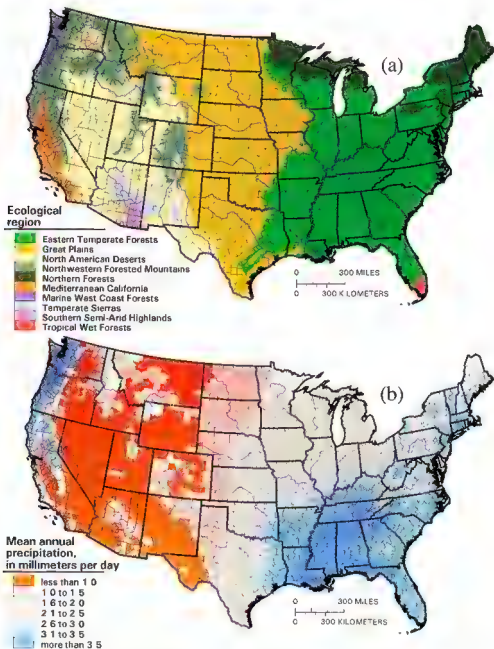 (a)
Ecological
region
Eastern Temperate Forests
Great Plains
North American Deserts
Northwestern Forested Mountains
Northern Forests
Mediterranean California
Marine West Coast Forests
Temperate Sierras
Southern Semi-Arid Highlands
Tropical Wet Forests
0 300 MILES
0 300 KILOMETERS
(b)
Mean annual
precipitation,
in millimeters per day
less than 1 0
1 0 to 1 5
1 6 to 2 0
2 1 to 2 5
2 6 to 3 0
3 1 to 3 5
more than 3 5
0 300 MILES
0 300 KILOMETERS